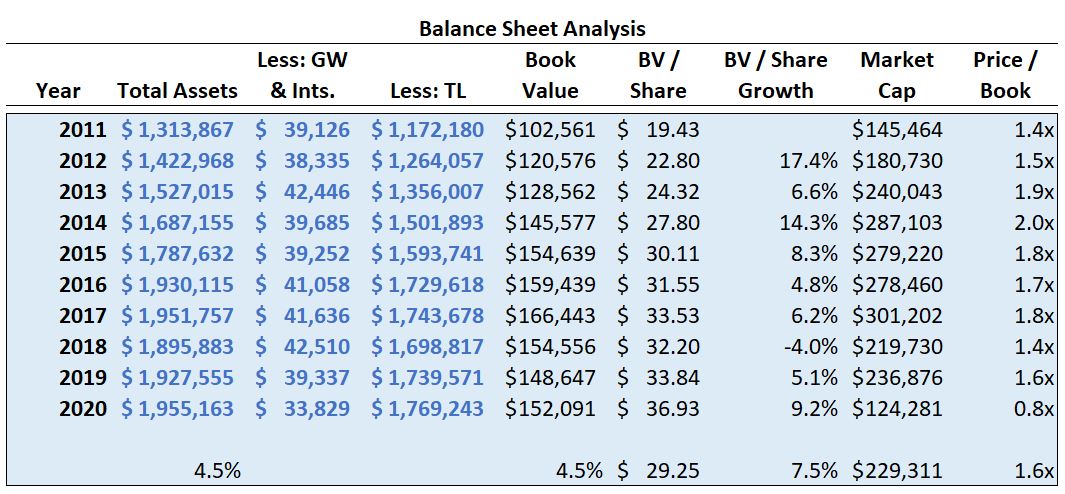 Balance Sheet Analysis
Less: GW Book BV / BV / Share Market Price /
Year Total Assets & Ints. Less: TL Value Share Growth Cap Book
2011 $ 1,313,867 $ 39,126 $ 1,172,180 $102,561 $ 19.43 $145,464 1.4x
2012 $ 1,422,968 $ 38,335 $ 1,264,057 $120,576 $ 22.80 17.4% $180,730 1.5x
2013 $ 1,527,015 $ 42,446 $ 1,356,007 $128,562 $ 24.32 6.6% $240,043 1.9x
2014 $ 1,687,155 $ 39,685 $ 1,501,893 $145,577 $ 27.80 14.3% $287,103 2.0x
2015 $ 1,787,632 $ 39,252 $ 1,593,741 $154,639 $ 30.11 8.3% $279,220 1.8x
2016 $ 1,930,115 $ 41,058 $ 1,729,618 $159,439 $ 31.55 4.8% $278,460 1.7x
2017 $ 1,951,757 $ 41,636 $ 1,743,678 $166,443 $ 33.53 6.2% $301,202 1.8x
2018 $ 1,895,883 $ 42,510 $ 1,698,817 $154,556 $ 32.20 -4.0% $219,730 1.4x
2019 $ 1,927,555 $ 39,337 $ 1,739,571 $148,647 $ 33.84 5.1% $236,876 1.6x
2020 $ 1,955,163 $ 33,829 $ 1,769,243 $152,091 $ 36.93 9.2% $124,281 0.8x
4.5% 4.5% $ 29.25 7.5% $229,311 1.6x